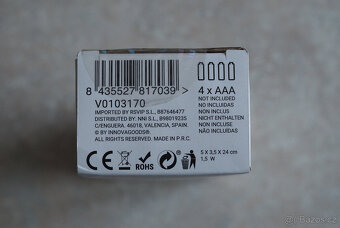 8 435527 817039 >
V0103170
IMPORTED BY RSVIP S.L., B87646477
DISTRIBUTED BY: NNI S.L., B98019235
C/ENGUERA. 46018, VALENCIA, SPAIN.
© BY INNOVAGOODS®
ALL RIGHTS RESERVED. MADE IN P.R.C.
4 x AAA
NOT INCLUDED
NO INCLUIDAS
NON INCLUS
NICHT ENTHALTEN
NON INCLUSE
NÃO INCLUÍDAS
CE
ROHS
5 X 3,5 X 24 cm
1,5 W